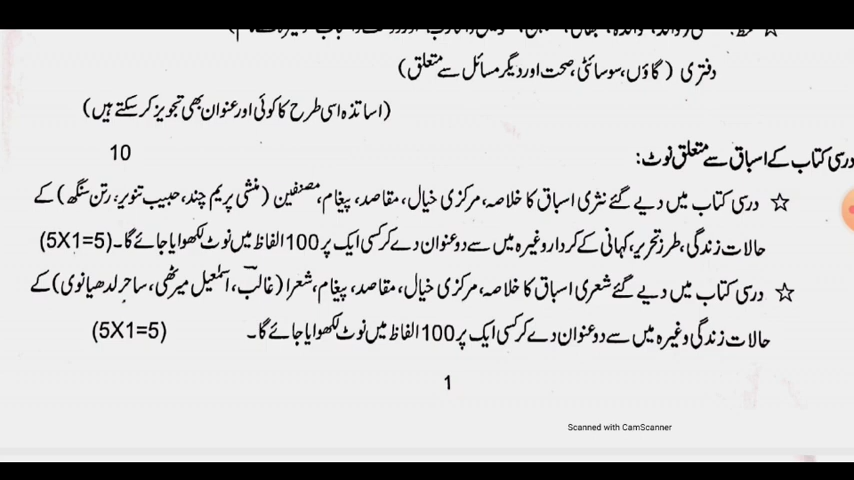 دفتری (گاؤں، سوسائٹی، صحت اور دیگر مسائل سے متعلق)
(اساتذہ اسی طرح کا کوئی اور عنوان بھی تجویز کر سکتے ہیں)
درسی کتاب کے اسباق سے متعلق نوٹ: 10
☆ درسی کتاب میں دیے گئے نثری اسباق کا خلاصہ، مرکزی خیال، مقاصد، پیغام، مصنفین (منشی پریم چند، حبیب تنویر، رتن سنگھ) کے
حالات زندگی، طرز تحریر، کہانی کے کردار وغیرہ میں سے دو عنوان دے کر کسی ایک پر 100 الفاظ میں نوٹ لکھوایا جائے گا۔ (5X1=5)
☆ درسی کتاب میں دیے گئے شعری اسباق کا خلاصہ، مرکزی خیال، مقاصد، پیغام، شعرا (غالب، اسمٰعیل میرٹھی، ساحر لدھیانوی) کے
حالات زندگی وغیرہ میں سے دو عنوان دے کر کسی ایک پر 100 الفاظ میں نوٹ لکھوایا جائے گا۔ (5X1=5)
1
Scanned with CamScanner